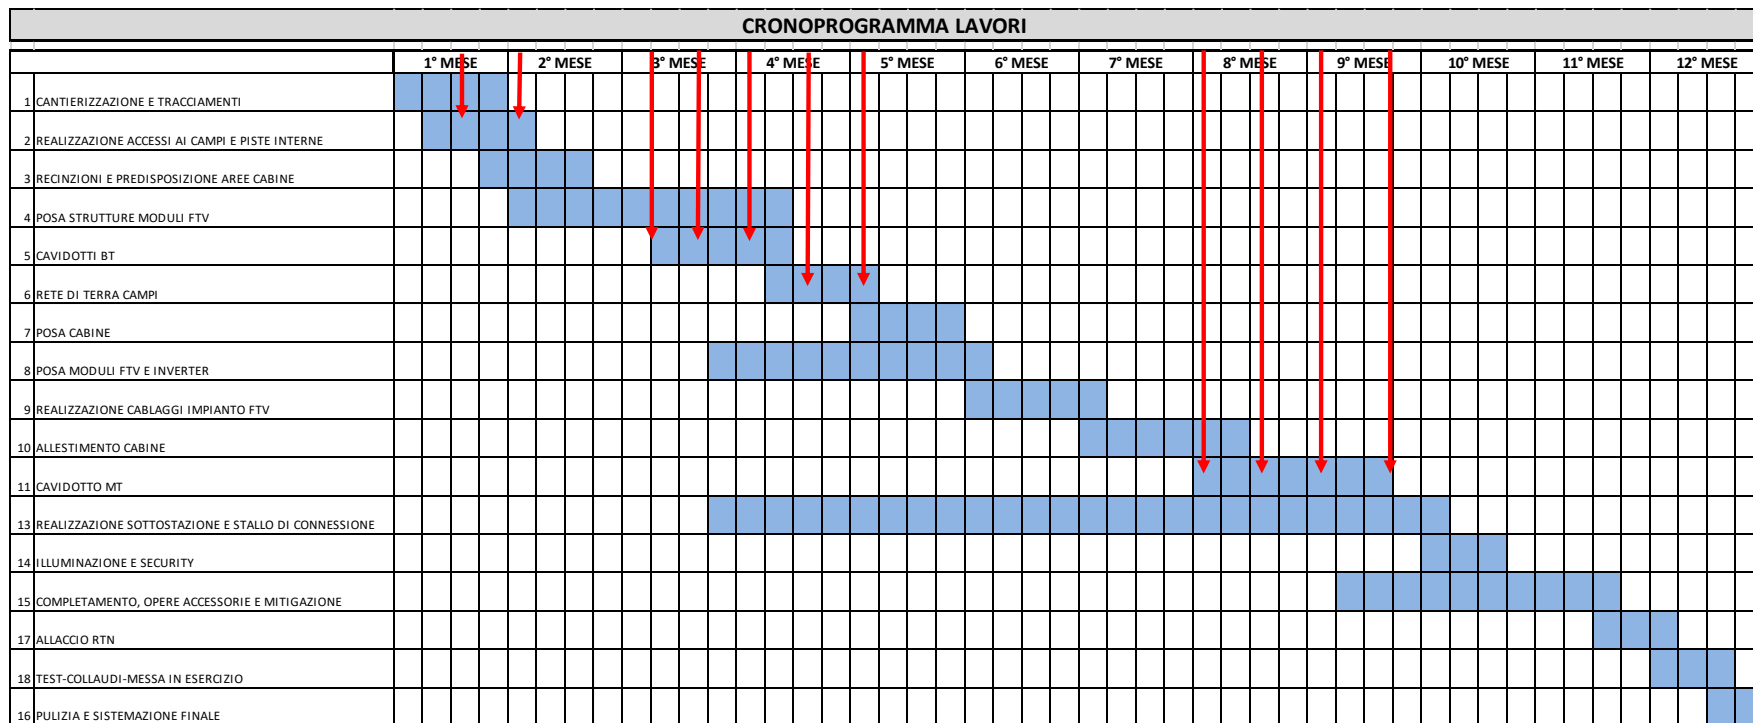 CRONOPROGRAMMA LAVORI
1° MESE 2° MESE 3° MESE 4° MESE 5° MESE 6° MESE 7° MESE 8° MESE 9° MESE 10° MESE 11° MESE 12° MESE
1 CANTIERIZZAZIONE E TRACCIAMENTI
2 REALIZZAZIONE ACCESSI AI CAMPI E PISTE INTERNE
3 RECINZIONI E PREDISPOSIZIONE AREE CABINE
4 POSA STRUTTURE MODULI FTV
5 CAVIDOTTI BT
6 RETE DI TERRA CAMPI
7 POSA CABINE
8 POSA MODULI FTV E INVERTER
9 REALIZZAZIONE CABLAGGI IMPIANTO FTV
10 ALLESTIMENTO CABINE
11 CAVIDOTTO MT
13 REALIZZAZIONE SOTTOSTAZIONE E STALLO DI CONNESSIONE
14 ILLUMINAZIONE E SECURITY
15 COMPLETAMENTO, OPERE ACCESSORIE E MITIGAZIONE
17 ALLACCIO RTN
18 TEST-COLLAUDI-MESSA IN ESERCIZIO
16 PULIZIA E SISTEMAZIONE FINALE